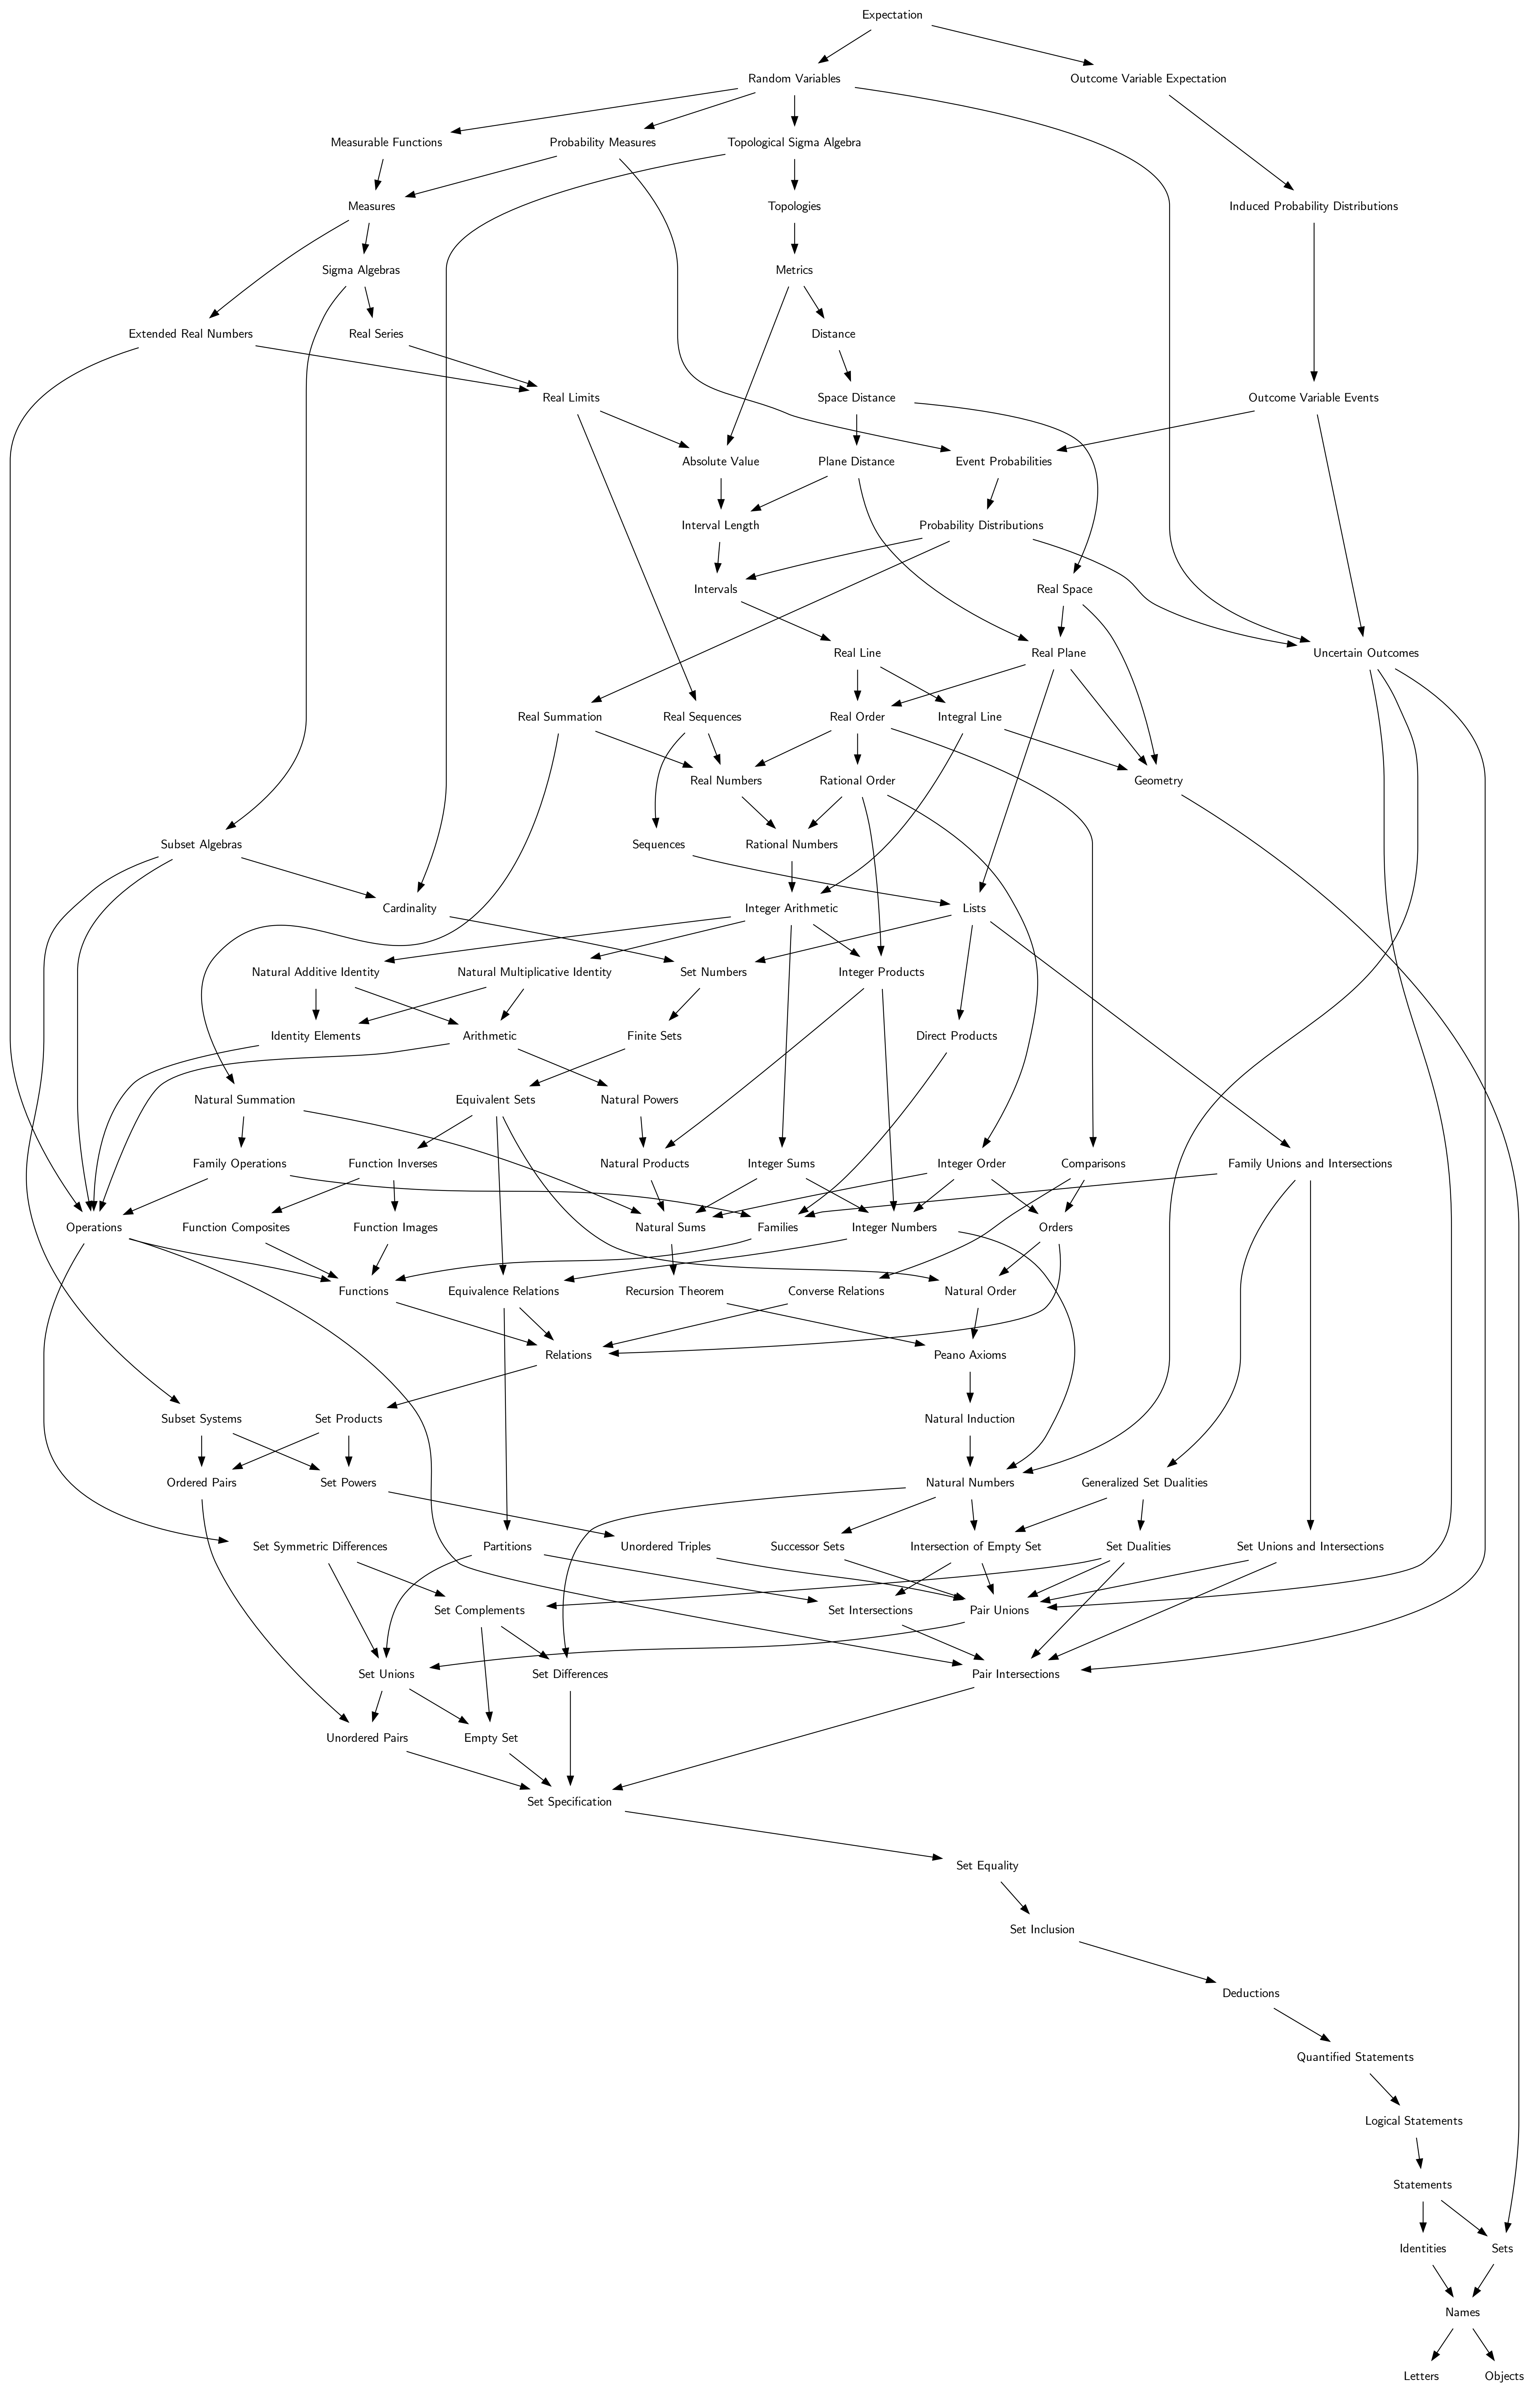 Expectation
Random Variables
Outcome Variable Expectation
Measurable Functions
Probability Measures
Topological Sigma Algebra
Measures
Topologies
Induced Probability Distributions
Sigma Algebras
Metrics
Extended Real Numbers
Real Series
Distance
Real Limits
Space Distance
Outcome Variable Events
Absolute Value
Plane Distance
Event Probabilities
Interval Length
Probability Distributions
Intervals
Real Space
Real Line
Real Plane
Uncertain Outcomes
Real Summation
Real Sequences
Real Order
Integral Line
Real Numbers
Rational Order
Geometry
Subset Algebras
Sequences
Rational Numbers
Cardinality
Integer Arithmetic
Lists
Natural Additive Identity
Natural Multiplicative Identity
Set Numbers
Integer Products
Identity Elements
Arithmetic
Finite Sets
Direct Products
Natural Summation
Equivalent Sets
Natural Powers
Family Operations
Function Inverses
Natural Products
Integer Sums
Integer Order
Comparisons
Family Unions and Intersections
Operations
Function Composites
Function Images
Natural Sums
Families
Integer Numbers
Orders
Functions
Equivalence Relations
Recursion Theorem
Converse Relations
Natural Order
Relations
Peano Axioms
Subset Systems
Set Products
Natural Induction
Ordered Pairs
Set Powers
Natural Numbers
Generalized Set Dualities
Set Symmetric Differences
Partitions
Unordered Triples
Successor Sets
Intersection of Empty Set
Set Dualities
Set Unions and Intersections
Set Complements
Set Intersections
Pair Unions
Set Unions
Set Differences
Pair Intersections
Unordered Pairs
Empty Set
Set Specification
Set Equality
Set Inclusion
Deductions
Quantified Statements
Logical Statements
Statements
Identities
Sets
Names
Letters
Objects